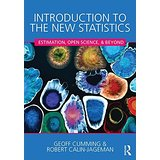 INTRODUCTION TO
THE NEW STATISTICS
ESTIMATION, OPEN SCIENCE, & BEYOND
GEOFF CUMMING &
ROBERT CALIN-JAGEMAN